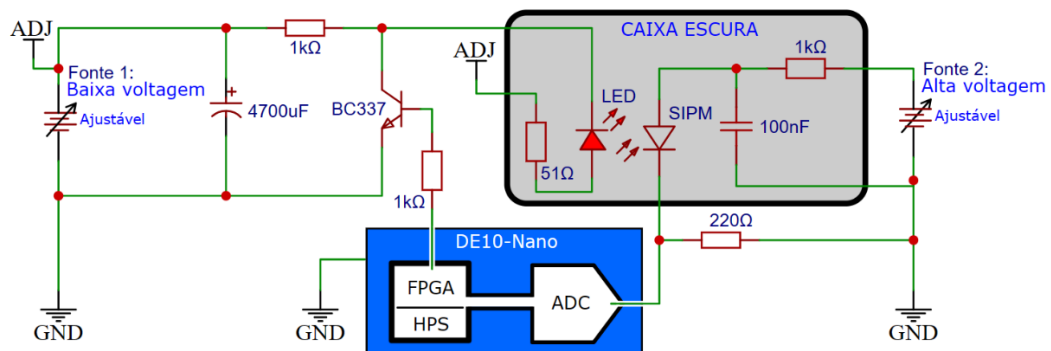 ADJ
1kΩ
CAIXA ESCURA
1kΩ
ADJ
Fonte 1:
Baixa voltagem
Ajustável
4700uF
BC337
LED
SIPM
100nF
Fonte 2:
Alta voltagem
Ajustável
51Ω
1kΩ
220Ω
DE10-Nano
FPGA
HPS
ADC
GND
GND
GND